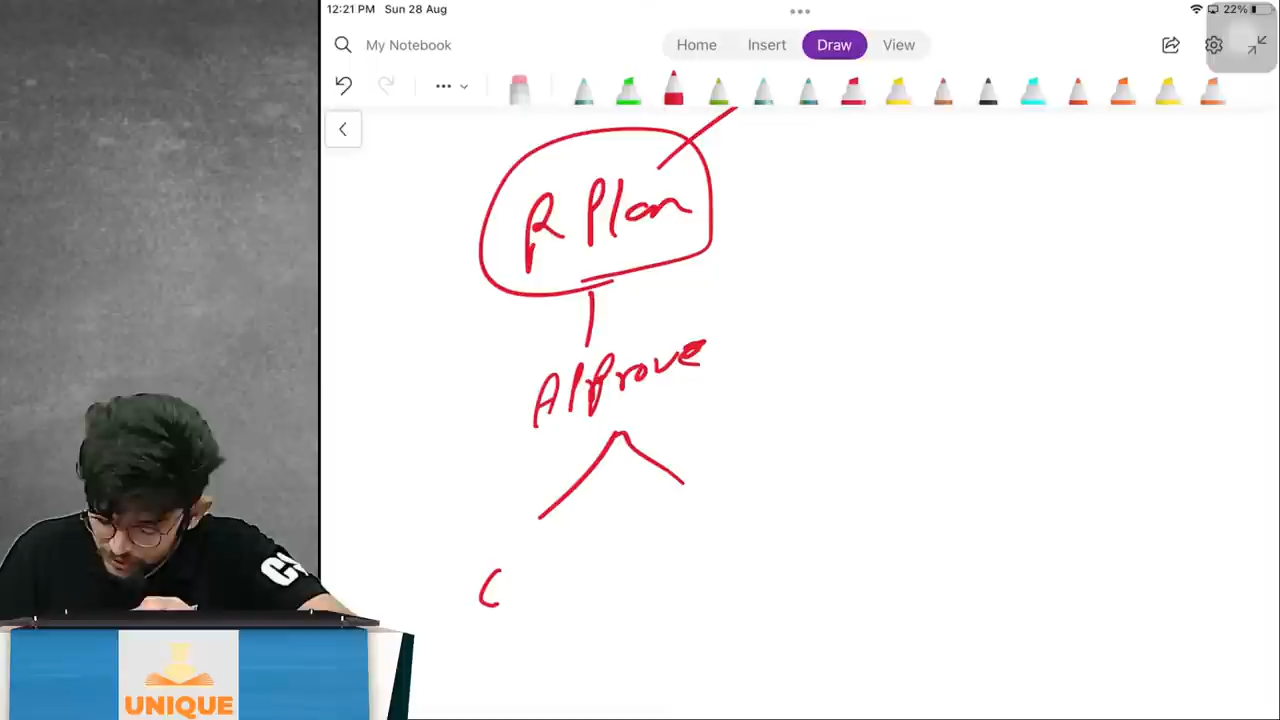 12:21 PM Sun 28 Aug
22%
My Notebook
Home Insert Draw View
R Plan
Approve
C
UNIQUE